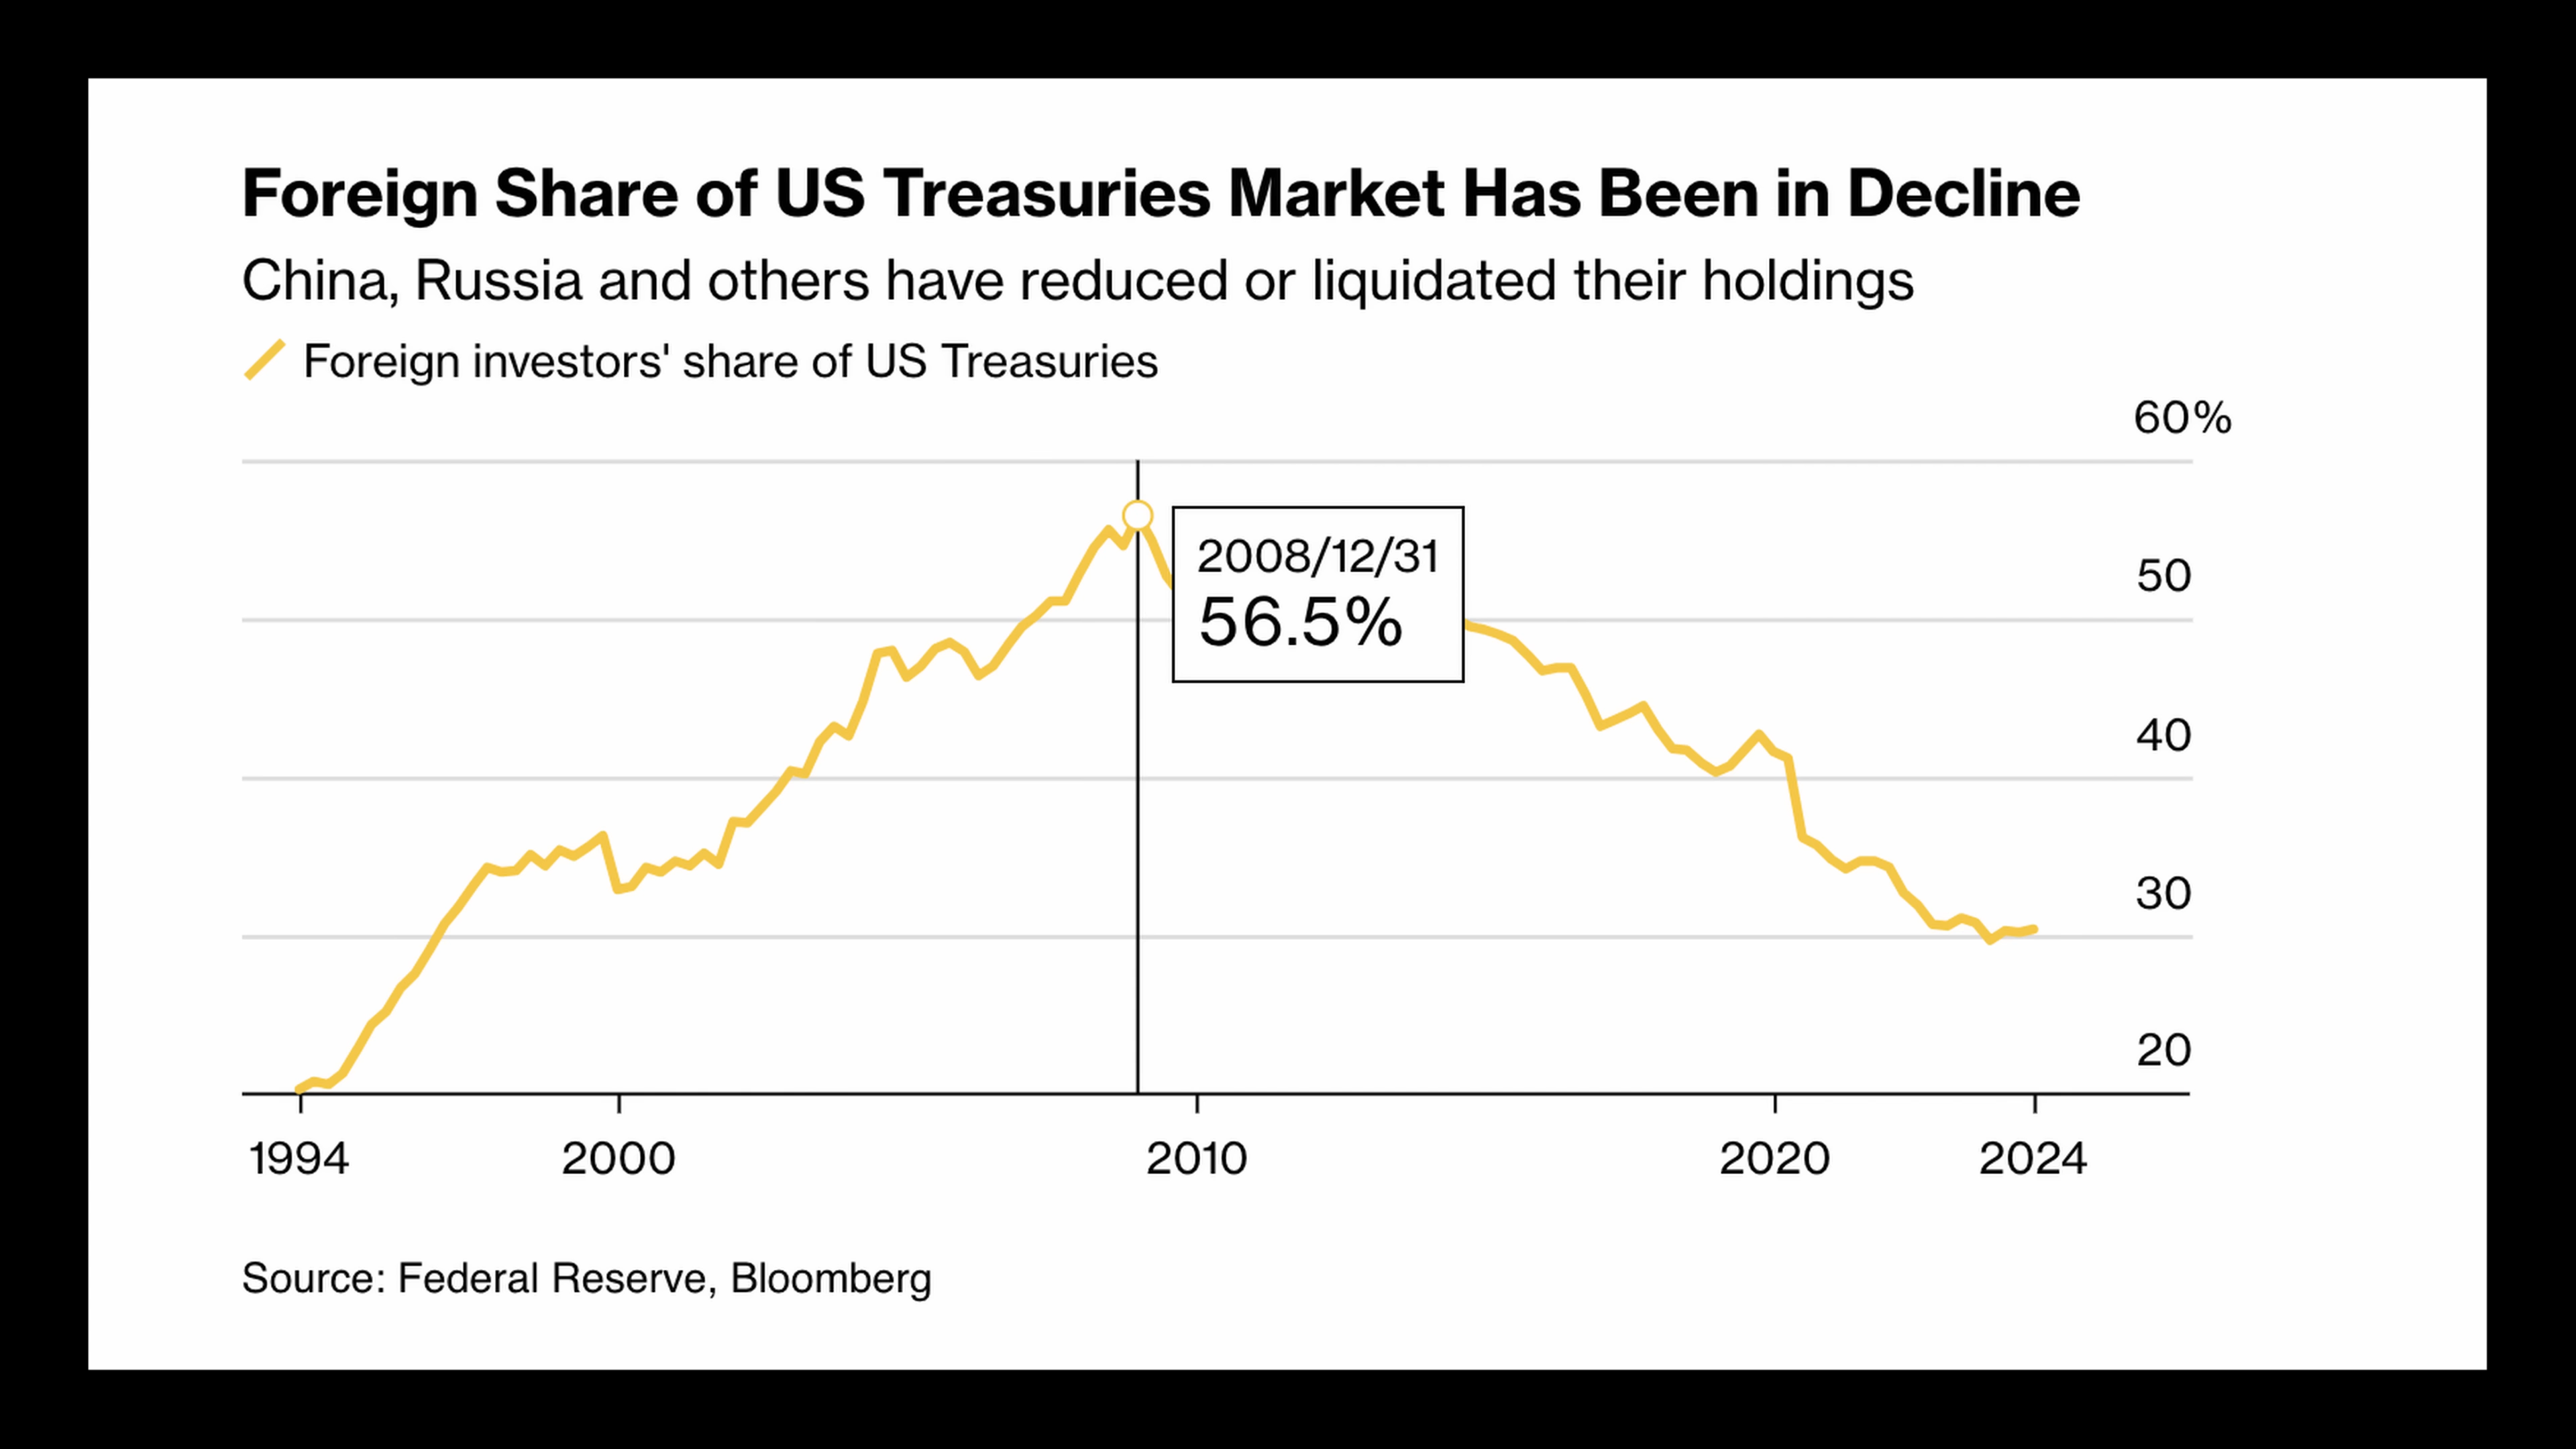 Foreign Share of US Treasuries Market Has Been in Decline
China, Russia and others have reduced or liquidated their holdings
Foreign investors' share of US Treasuries
60%
2008/12/31
56.5%
50
40
30
20
1994 2000 2010 2020 2024
Source: Federal Reserve, Bloomberg